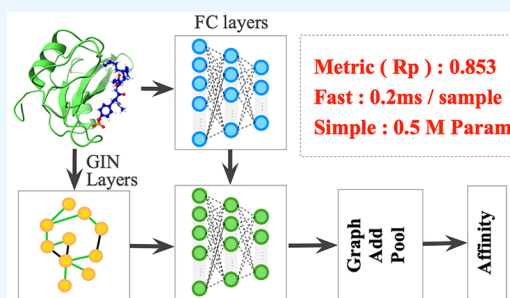 FC layers
Metric ( Rp ) : 0.853
Fast : 0.2ms / sample
Simple : 0.5 M Param
GIN
Layers
Graph
Add
Pool
Affinity